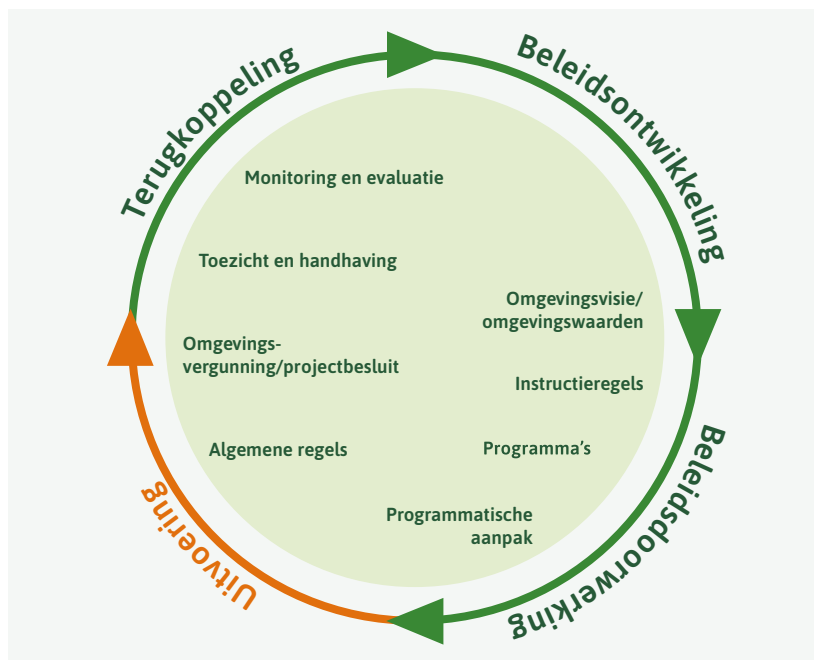 Terugkoppeling
Beleidsontwikkeling
Monitoring en evaluatie
Toezicht en handhaving
Omgevingsvisie/
omgevingswaarden
Omgevings-
vergunning/projectbesluit
Instructieregels
Algemene regels
Programma’s
Programmatische
aanpak
Uitvoering
Beleidsdoorwerking